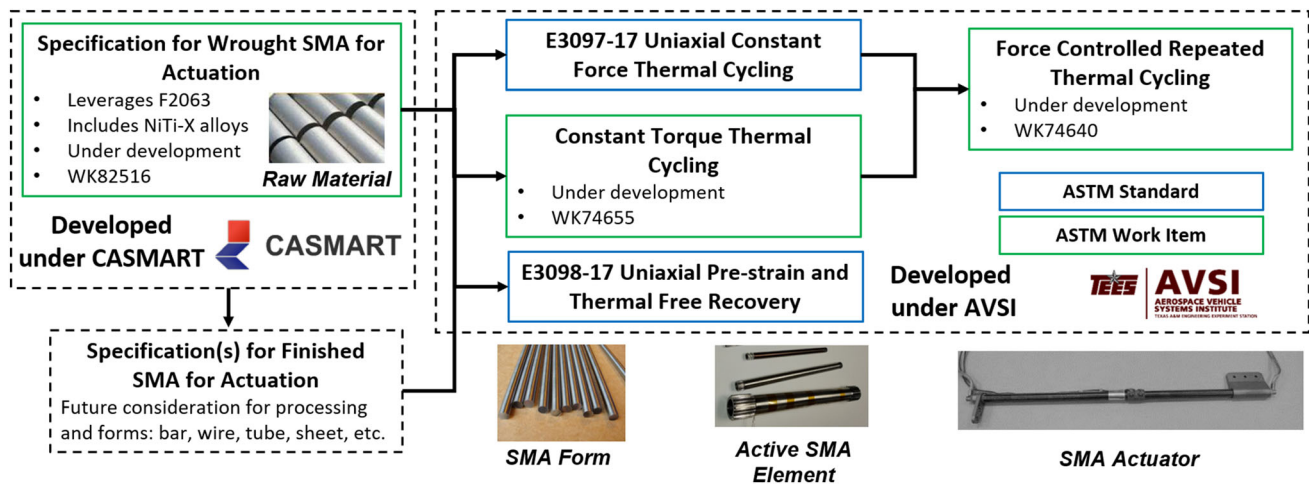 Specification for Wrought SMA for
Actuation
• Leverages F2063
• Includes NiTi-X alloys
• Under development
• WK82516
Raw Material
Developed
under CASMART
CASMART
Specification(s) for Finished
SMA for Actuation
Future consideration for processing
and forms: bar, wire, tube, sheet, etc.
E3097-17 Uniaxial Constant
Force Thermal Cycling
Constant Torque Thermal
Cycling
• Under development
• WK74655
E3098-17 Uniaxial Pre-strain and
Thermal Free Recovery
Force Controlled Repeated
Thermal Cycling
• Under development
• WK74640
ASTM Standard
ASTM Work Item
Developed
under AVSI
TEES
AVSI
AEROSPACE VEHICLE
SYSTEMS INSTITUTE
TEXAS A&M ENGINEERING EXPERIMENT STATION
SMA Form
Active SMA
Element
SMA Actuator